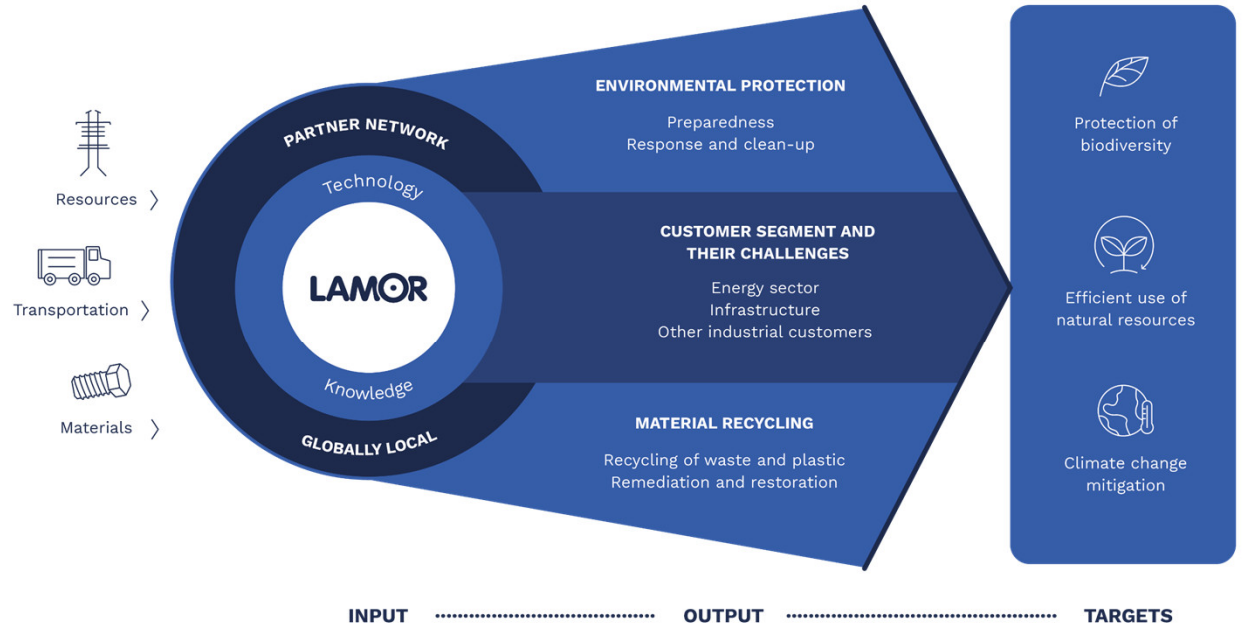 Resources
Transportation
Materials
PARTNER NETWORK
Technology
LAMOR
Knowledge
GLOBALLY LOCAL
ENVIRONMENTAL PROTECTION
Preparedness
Response and clean-up
CUSTOMER SEGMENT AND
THEIR CHALLENGES
Energy sector
Infrastructure
Other industrial customers
MATERIAL RECYCLING
Recycling of waste and plastic
Remediation and restoration
Protection of
biodiversity
Efficient use of
natural resources
Climate change
mitigation
INPUT
OUTPUT
TARGETS